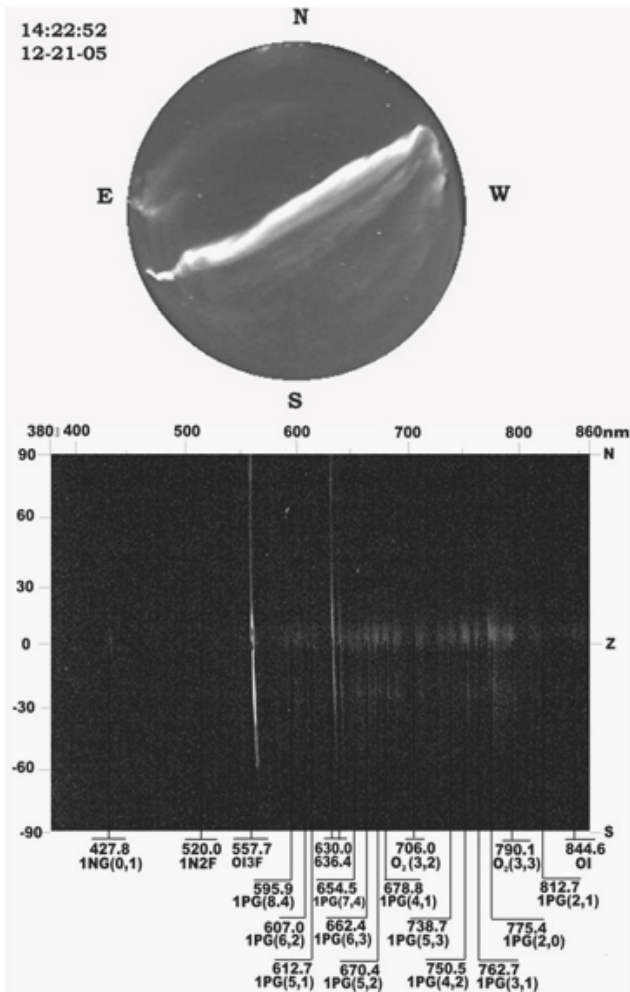 14:22:52
12-21-05
N
E
W
S
380 400 500 600 700 800 860nm
90 N
60
30
0 Z
-30
-60
-90 S
427.8 520.0 557.7 630.0 706.0 790.1 844.6
1NG(0,1) 1N2F OI3F 636.4 O₂(3,2) O₂(3,3) OI
595.9 654.5 678.8 812.7
1PG(8.4) 1PG(7,4) 1PG(4,1) 1PG(2,1)
607.0 662.4 738.7 775.4
1PG(6,2) 1PG(6,3) 1PG(5,3) 1PG(2,0)
612.7 670.4 750.5 762.7
1PG(5,1) 1PG(5,2) 1PG(4,2) 1PG(3,1)